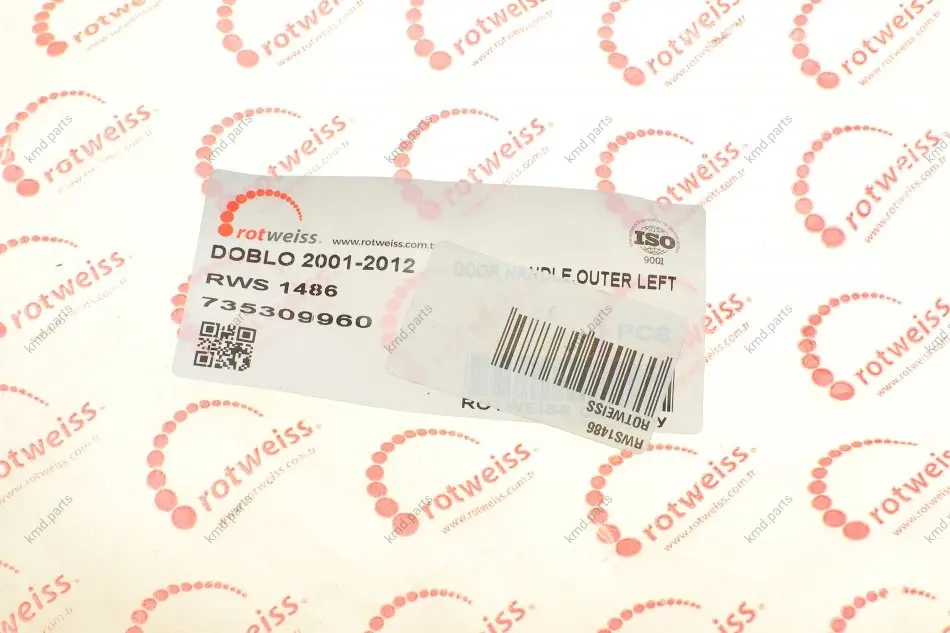 rotweiss. www.rotweiss.com.t
ISO
9001
DOBLO 2001-2012
DOOR HANDLE.OUTER LEFT
RWS 1486
735309960
PCS
ROTWEISS
RWS1486
rotweiss.
www.rotweiss.com.tr
kmd.parts